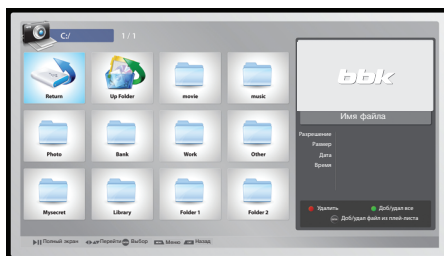 C:/ 1 / 1
Return Up Folder movie music
bbk
Имя файла
Photo Bank Work Other
Разрешение
Размер
Дата
Время
Mysecret Library Folder 1 Folder 2
Удалить Доб/удал все
Доб/удал файл из плей-листа
Полный экран Перейти Выбор Меню Назад